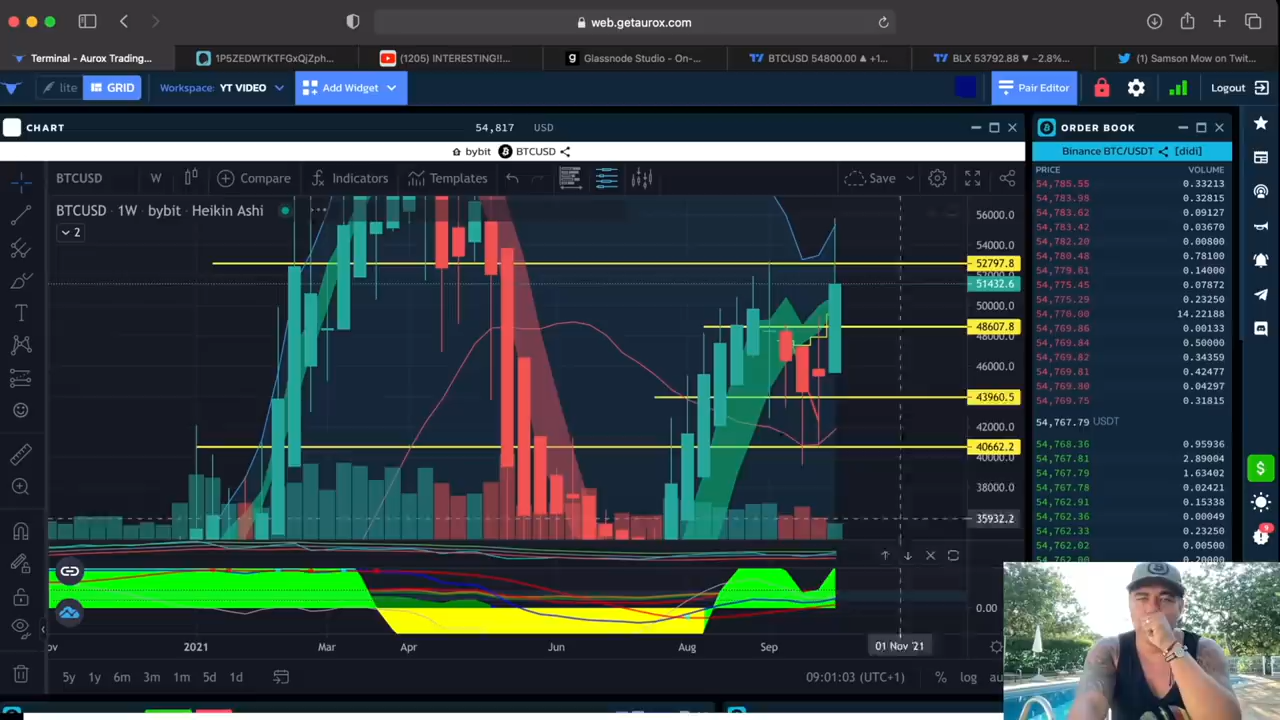 web.getaurox.com
Terminal - Aurox Trading...
1P5ZEDWTKTFGxQjZph...
(1205) INTERESTING!!...
Glassnode Studio - On-...
BTCUSD 54800.00 ▲ +1...
BLX 53792.88 ▼ −2.8%...
(1) Samson Mow on Twit...
lite
GRID
Workspace: YT VIDEO
Add Widget
Pair Editor
Logout
CHART
54,817 USD
bybit BTCUSD
BTCUSD
W
Compare
Indicators
Templates
Save
BTCUSD · 1W · bybit · Heikin Ashi
2
56000.0
54000.0
52797.8
51432.6
50000.0
48607.8
48000.0
46000.0
43960.5
42000.0
40662.2
40000.0
38000.0
35932.2
0.00
2021
Mar
Apr
Jun
Aug
Sep
01 Nov '21
5y
1y
6m
3m
1m
5d
1d
09:01:03 (UTC+1)
%
log
ORDER BOOK
Binance BTC/USDT [didi]
PRICE VOLUME
54,785.55 0.33213
54,783.98 0.32815
54,783.62 0.09127
54,783.42 0.03670
54,782.20 0.00800
54,780.48 0.78100
54,779.61 0.14000
54,775.45 0.07872
54,775.29 0.23250
54,770.00 14.22188
54,769.86 0.00133
54,769.84 0.50000
54,769.82 0.34359
54,769.81 0.42477
54,769.80 0.04297
54,769.75 0.31815
54,767.79 USDT
54,768.36 0.95936
54,767.81 2.89004
54,767.79 1.63402
54,767.78 0.02421
54,762.91 0.15338
54,762.36 0.00049
54,762.33 0.23250
54,762.02 0.00500